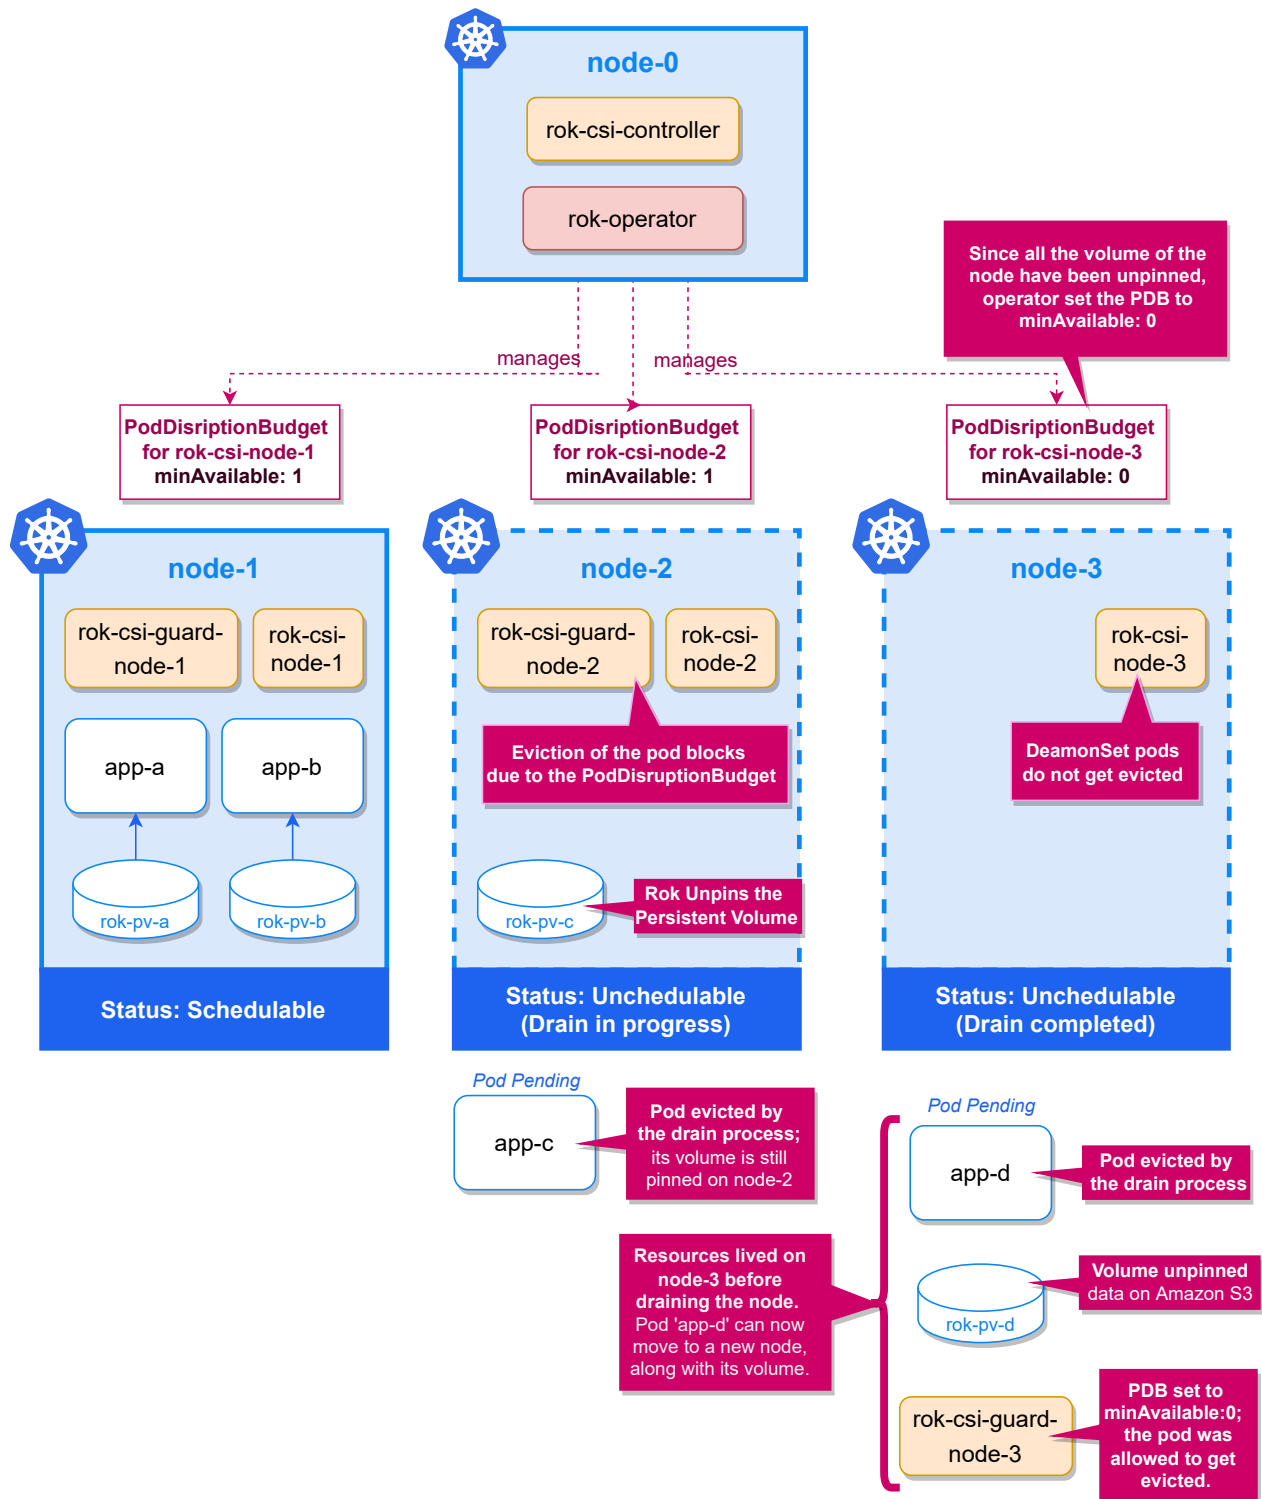 node-0
rok-csi-controller
rok-operator
Since all the volume of the
node have been unpinned,
operator set the PDB to
minAvailable: 0
manages
manages
PodDisriptionBudget
for rok-csi-node-1
minAvailable: 1
PodDisriptionBudget
for rok-csi-node-2
minAvailable: 1
PodDisriptionBudget
for rok-csi-node-3
minAvailable: 0
node-1
rok-csi-guard-
node-1
rok-csi-
node-1
app-a
app-b
rok-pv-a
rok-pv-b
Status: Schedulable
node-2
rok-csi-guard-
node-2
rok-csi-
node-2
Eviction of the pod blocks
due to the PodDisruptionBudget
rok-pv-c
Rok Unpins the
Persistent Volume
Status: Unchedulable
(Drain in progress)
node-3
rok-csi-
node-3
DeamonSet pods
do not get evicted
Status: Unchedulable
(Drain completed)
Pod Pending
app-c
Pod evicted by
the drain process;
its volume is still
pinned on node-2
Pod Pending
app-d
Pod evicted by
the drain process
Resources lived on
node-3 before
draining the node.
Pod 'app-d' can now
move to a new node,
along with its volume.
rok-pv-d
Volume unpinned
data on Amazon S3
rok-csi-guard-
node-3
PDB set to
minAvailable:0;
the pod was
allowed to get
evicted.